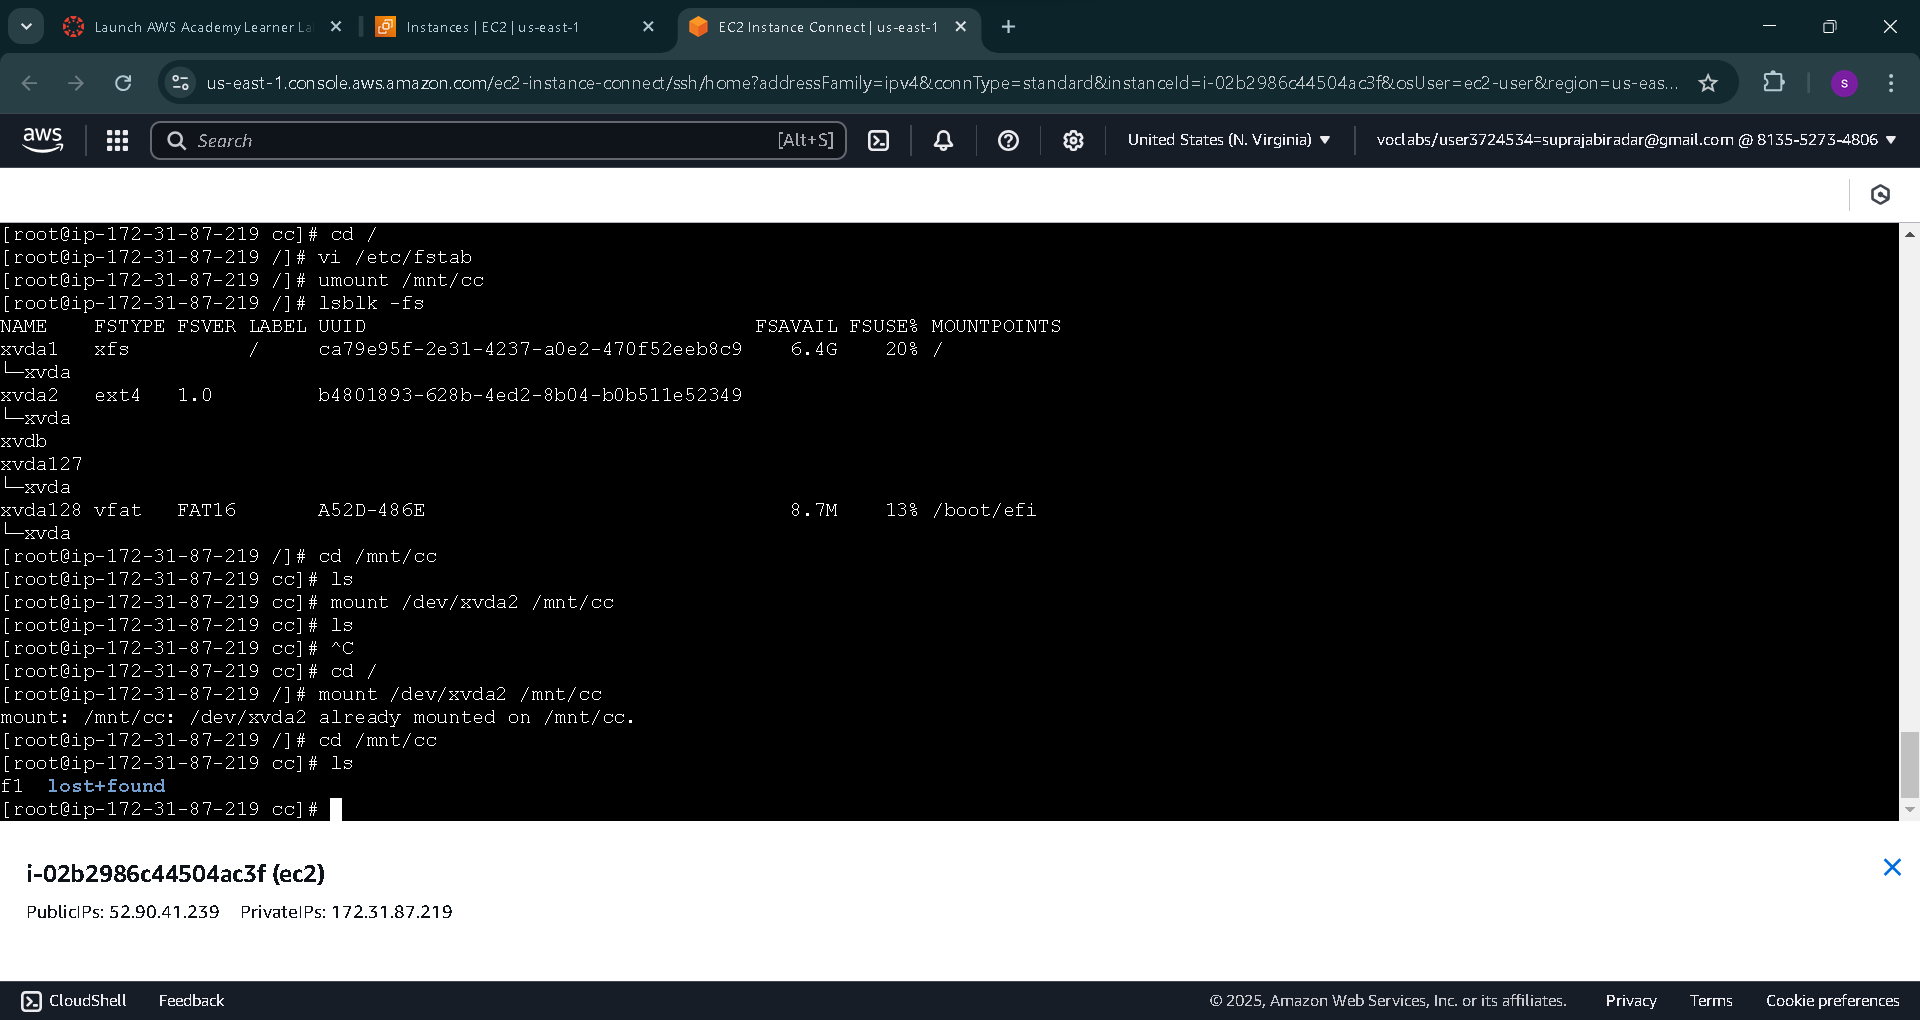 Launch AWS Academy Learner La
Instances | EC2 | us-east-1
EC2 Instance Connect | us-east-1
us-east-1.console.aws.amazon.com/ec2-instance-connect/ssh/home?addressFamily=ipv4&connType=standard&instanceId=i-02b2986c44504ac3f&osUser=ec2-user&region=us-eas...
s
aws
Search
[Alt+S]
United States (N. Virginia)
voclabs/user3724534=suprajabiradar@gmail.com @ 8135-5273-4806
[root@ip-172-31-87-219 cc]# cd /
[root@ip-172-31-87-219 /]# vi /etc/fstab
[root@ip-172-31-87-219 /]# umount /mnt/cc
[root@ip-172-31-87-219 /]# lsblk -fs
NAME    FSTYPE FSVER LABEL UUID                                 FSAVAIL FSUSE% MOUNTPOINTS
xvda1   xfs          /     ca79e95f-2e31-4237-a0e2-470f52eeb8c9    6.4G    20% /
└─xvda
xvda2   ext4   1.0         b4801893-628b-4ed2-8b04-b0b511e52349
└─xvda
xvdb
xvda127
└─xvda
xvda128 vfat   FAT16       A52D-486E                               8.7M    13% /boot/efi
└─xvda
[root@ip-172-31-87-219 /]# cd /mnt/cc
[root@ip-172-31-87-219 cc]# ls
[root@ip-172-31-87-219 cc]# mount /dev/xvda2 /mnt/cc
[root@ip-172-31-87-219 cc]# ls
[root@ip-172-31-87-219 cc]# ^C
[root@ip-172-31-87-219 cc]# cd /
[root@ip-172-31-87-219 /]# mount /dev/xvda2 /mnt/cc
mount: /mnt/cc: /dev/xvda2 already mounted on /mnt/cc.
[root@ip-172-31-87-219 /]# cd /mnt/cc
[root@ip-172-31-87-219 cc]# ls
f1  lost+found
[root@ip-172-31-87-219 cc]#
i-02b2986c44504ac3f (ec2)
PublicIPs: 52.90.41.239    PrivateIPs: 172.31.87.219
CloudShell    Feedback    © 2025, Amazon Web Services, Inc. or its affiliates.    Privacy    Terms    Cookie preferences